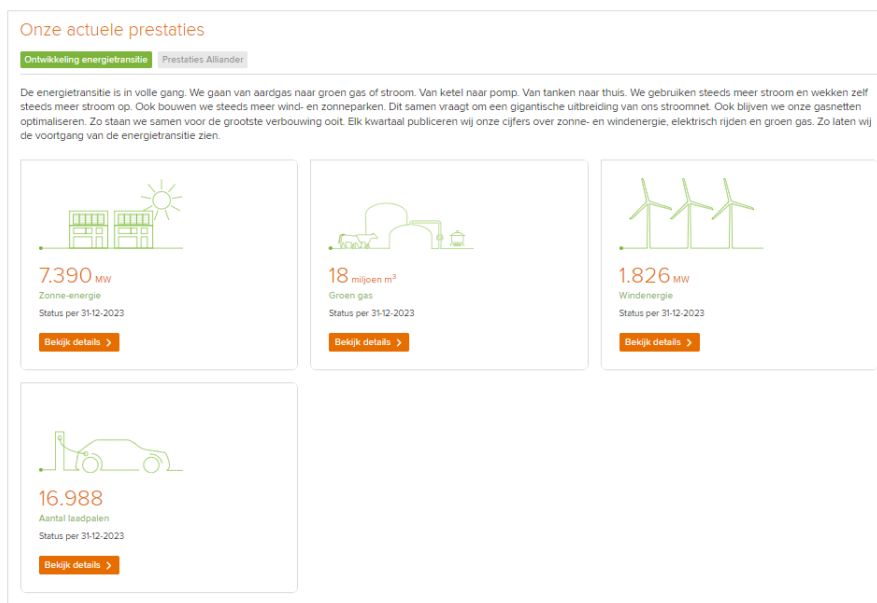 Onze actuele prestaties
Ontwikkeling energietransitie Prestaties Alliander
De energietransitie is in volle gang. We gaan van aardgas naar groen gas of stroom. Van ketel naar pomp. Van tanken naar thuis. We gebruiken steeds meer stroom en wekken zelf
steeds meer stroom op. Ook bouwen we steeds meer wind- en zonneparken. Dit samen vraagt om een gigantische uitbreiding van ons stroomnet. Ook blijven we onze gasnetten
optimaliseren. Zo staan we samen voor de grootste verbouwing ooit. Elk kwartaal publiceren wij onze cijfers over zonne- en windenergie, elektrisch rijden en groen gas. Zo laten wij
de voortgang van de energietransitie zien.
7.390 MW
Zonne-energie
Status per 31-12-2023
Bekijk details
18 miljoen m³
Groen gas
Status per 31-12-2023
Bekijk details
1.826 MW
Windenergie
Status per 31-12-2023
Bekijk details
16.988
Aantal laadpalen
Status per 31-12-2023
Bekijk details